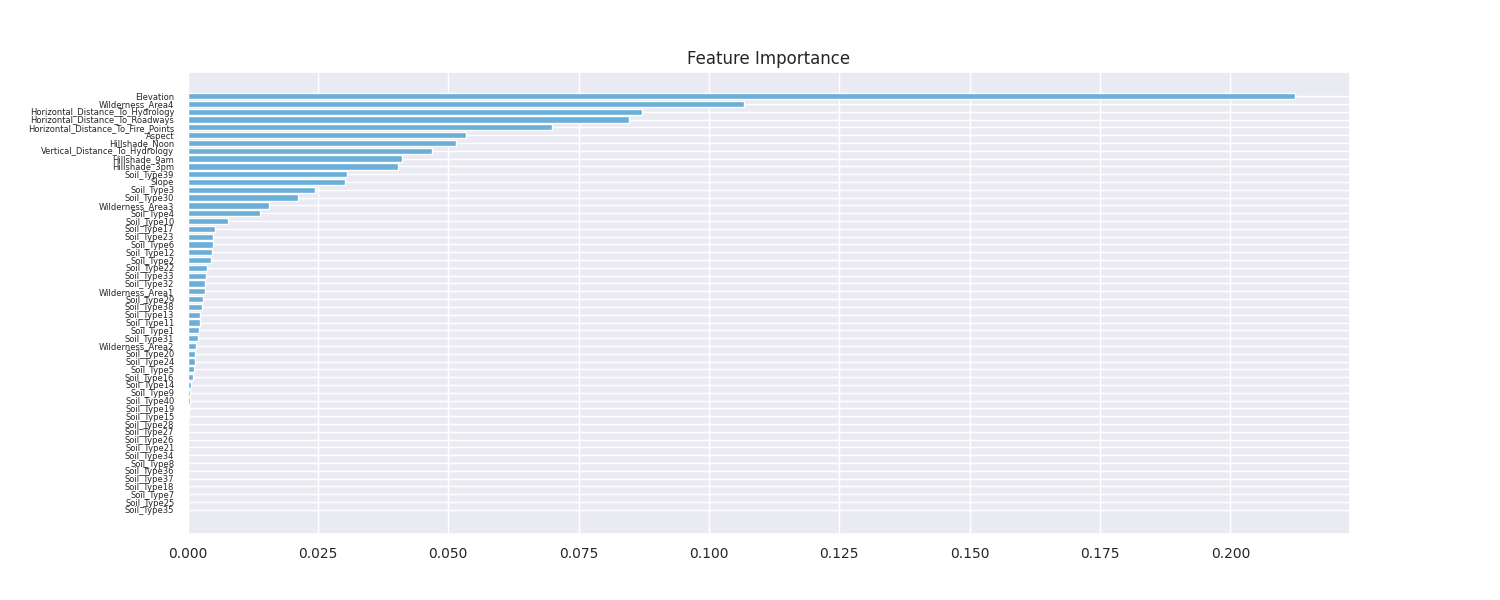 Feature Importance
Elevation
Wilderness_Area4
Horizontal_Distance_To_Hydrology
Horizontal_Distance_To_Roadways
Horizontal_Distance_To_Fire_Points
Aspect
Hillshade_Noon
Vertical_Distance_To_Hydrology
Hillshade_9am
Hillshade_3pm
Soil_Type39
Slope
Soil_Type3
Soil_Type30
Wilderness_Area3
Soil_Type4
Soil_Type10
Soil_Type17
Soil_Type23
Soil_Type6
Soil_Type12
Soil_Type2
Soil_Type22
Soil_Type33
Soil_Type32
Wilderness_Area1
Soil_Type29
Soil_Type38
Soil_Type13
Soil_Type11
Soil_Type1
Soil_Type31
Wilderness_Area2
Soil_Type20
Soil_Type24
Soil_Type5
Soil_Type16
Soil_Type14
Soil_Type9
Soil_Type40
Soil_Type19
Soil_Type15
Soil_Type28
Soil_Type27
Soil_Type26
Soil_Type21
Soil_Type34
Soil_Type8
Soil_Type36
Soil_Type37
Soil_Type18
Soil_Type7
Soil_Type25
Soil_Type35
0.000 0.025 0.050 0.075 0.100 0.125 0.150 0.175 0.200